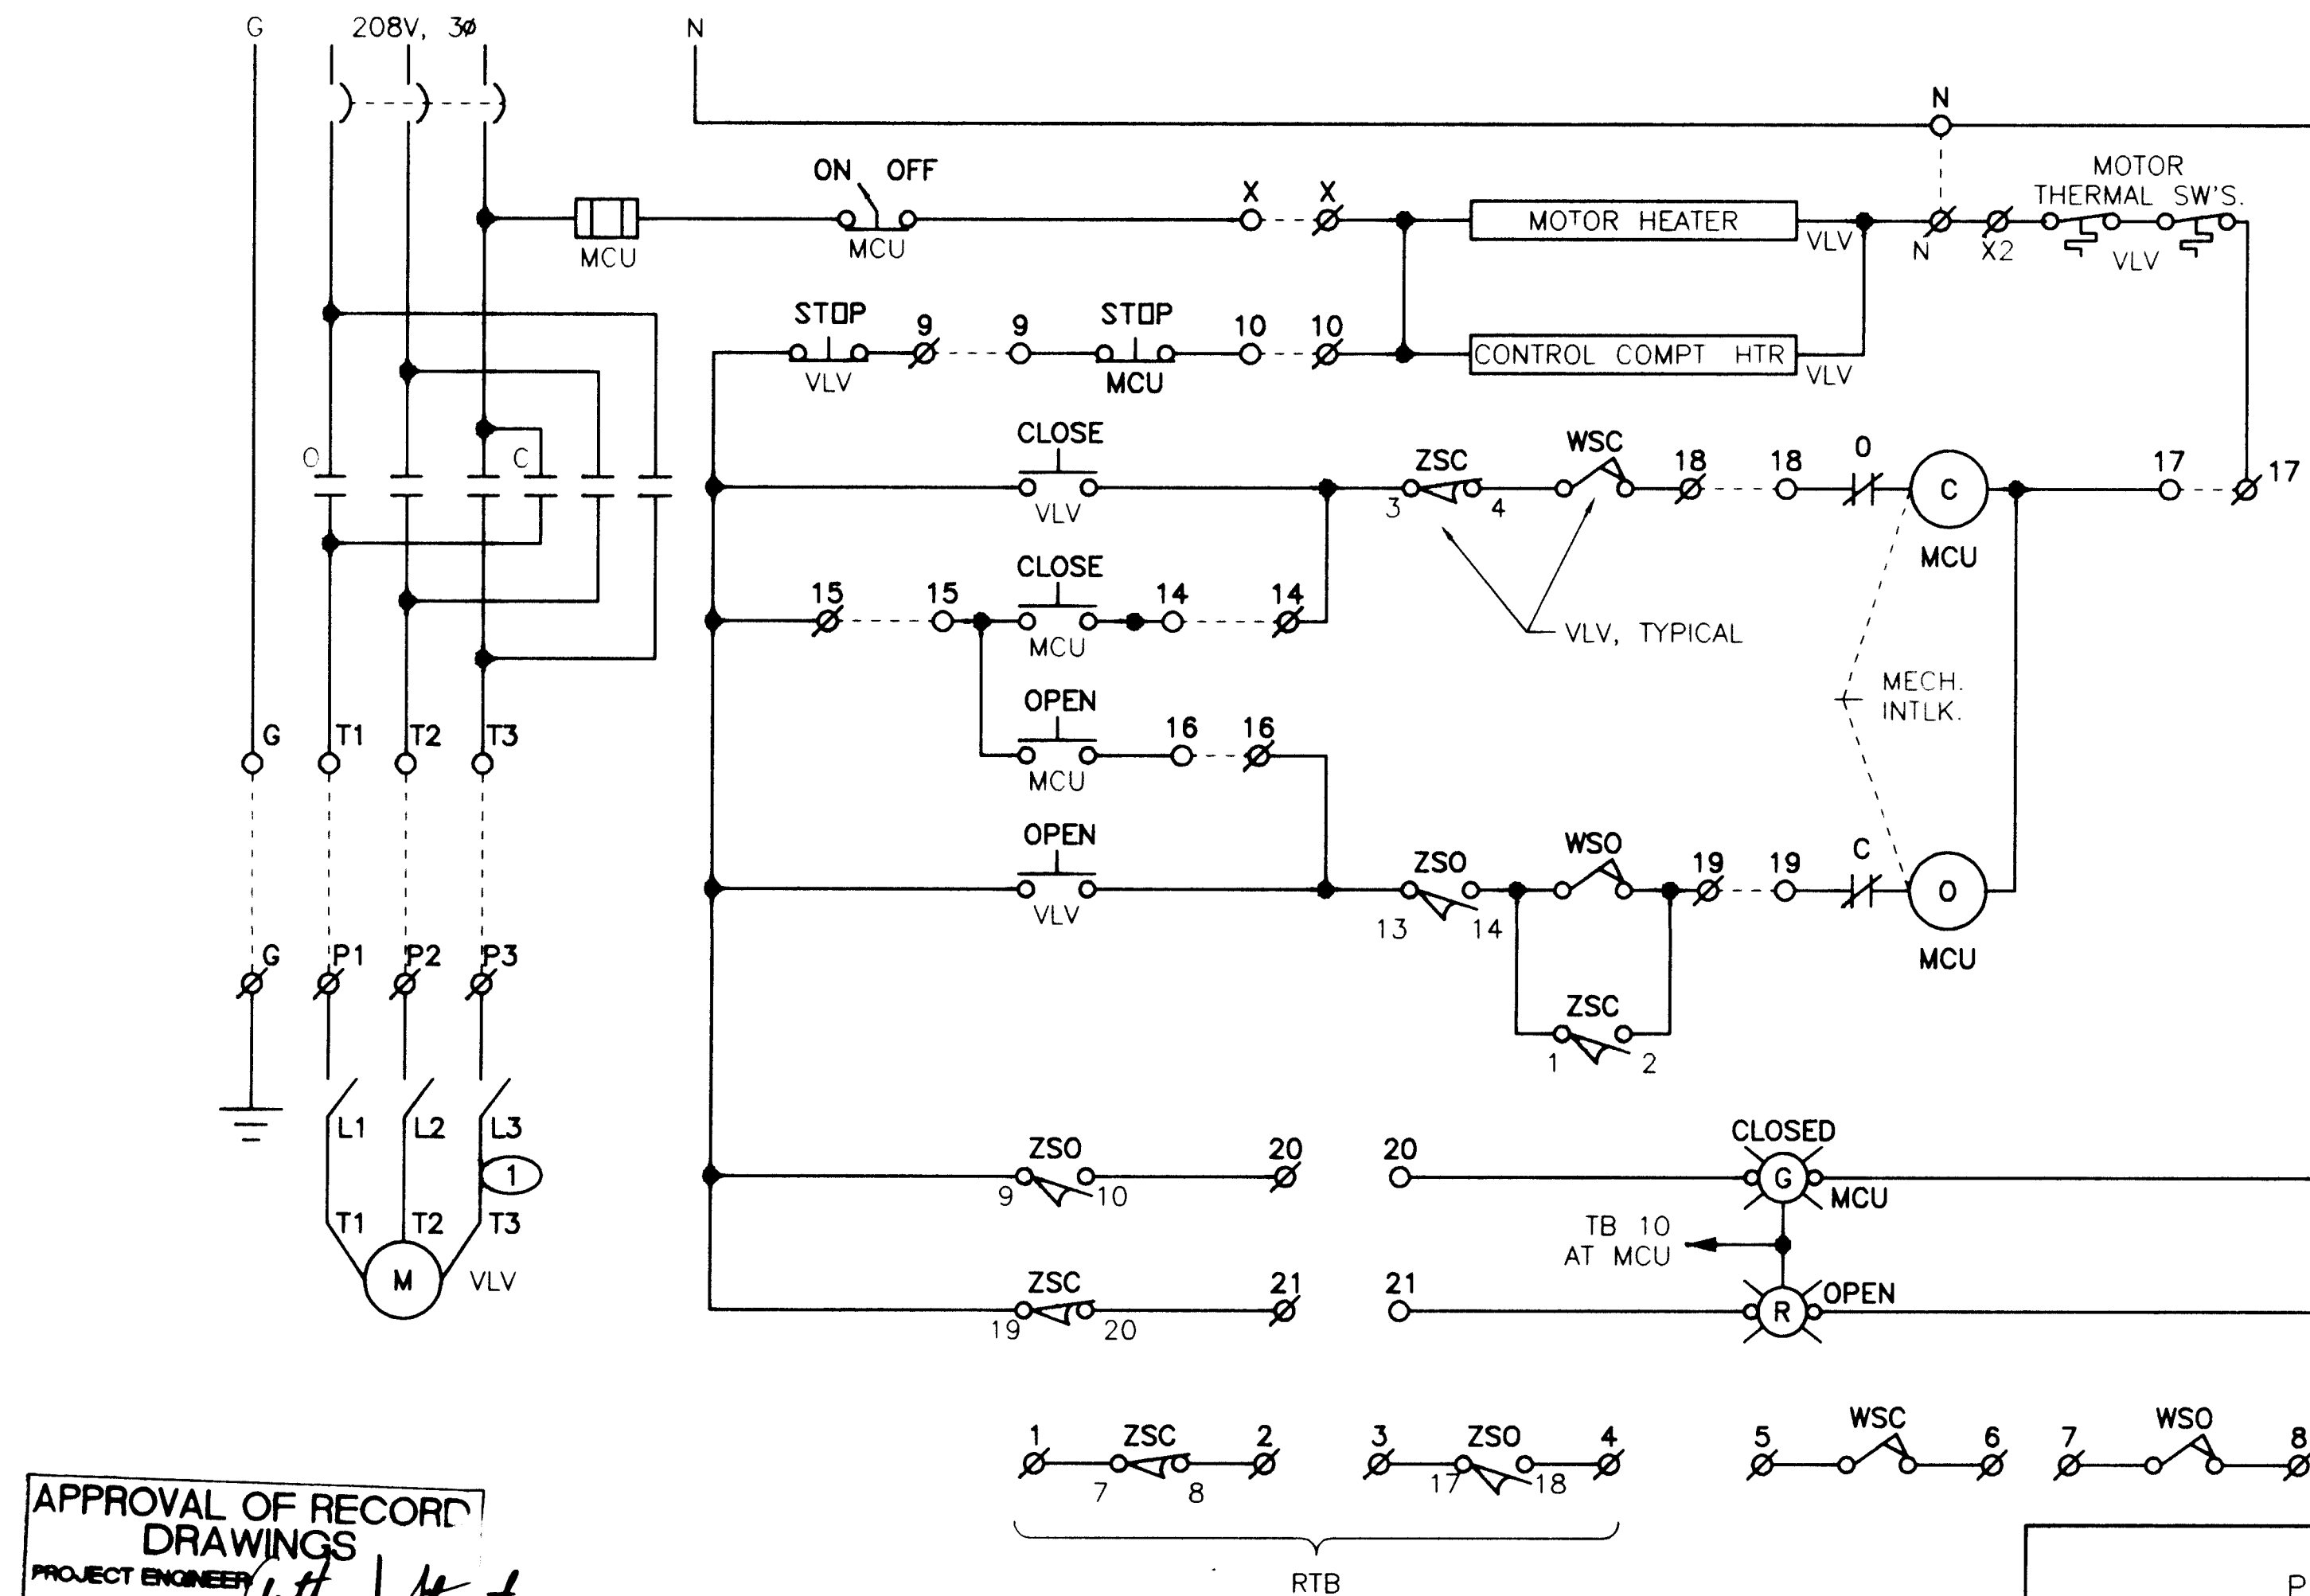 G 208V, 3ø N
N
ON OFF
MCU
MCU
X X
MOTOR HEATER
VLV
N X2
MOTOR
THERMAL SW'S.
VLV
STOP 9 9 STOP 10 10
VLV
MCU
CONTROL COMPT HTR
VLV
O C
CLOSE
VLV
ZSC WSC 18 18 O C 17 17
3 4
MCU
15 15 CLOSE 14 14
MCU
VLV, TYPICAL
MECH.
INTLK.
OPEN
16 16
MCU
G T1 T2 T3
OPEN
VLV
ZSO WSO 19 19 C O
13 14
MCU
G P1 P2 P3
ZSC
1 2
L1 L2 L3
1
T1 T2 T3
M VLV
ZSO 20 20 CLOSED
9 10
G MCU
TB 10
AT MCU
ZSC 21 21 R OPEN
19 20
1 ZSC 2 3 ZSO 4 5 WSC 6 7 WSO 8
7 8 17 18
RTB
APPROVAL OF RECORD
DRAWINGS
PROJECT ENGINEER
P